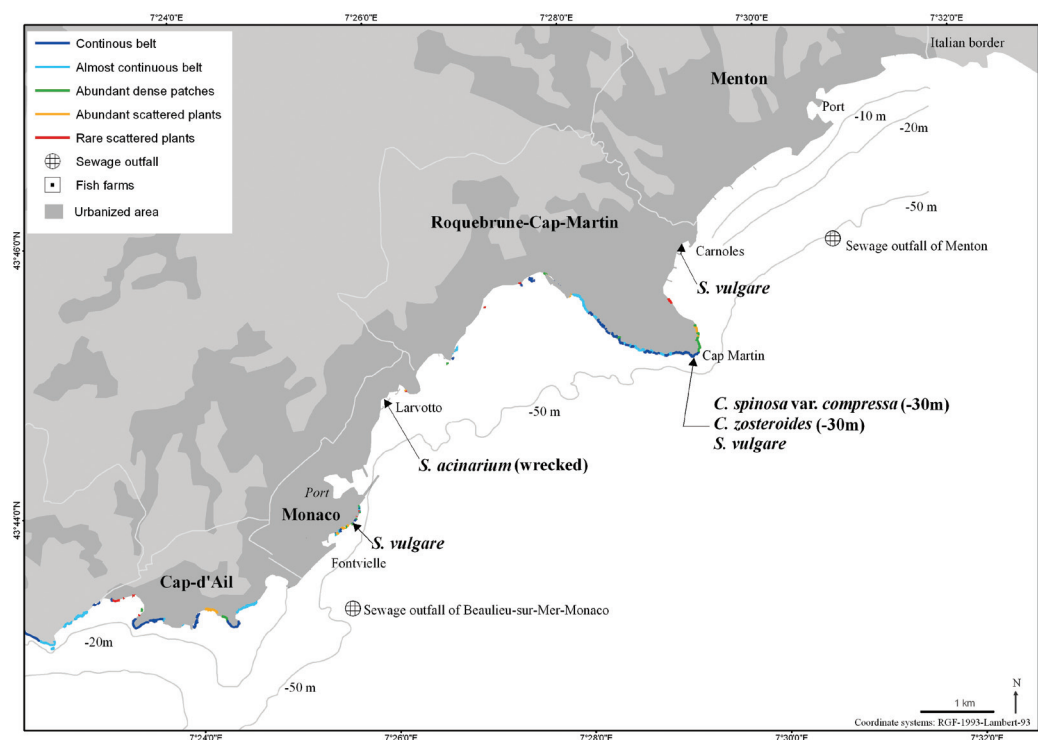 7°24'0"E
7°26'0"E
7°28'0"E
7°30'0"E
7°32'0"E
Continous belt
Almost continuous belt
Abundant dense patches
Abundant scattered plants
Rare scattered plants
Sewage outfall
Fish farms
Urbanized area
Italian border
Menton
Port
-10 m
-20m
-50 m
Roquebrune-Cap-Martin
43°46'0"N
Carnoles
Sewage outfall of Menton
S. vulgare
Cap Martin
Larvotto
-50 m
C. spinosa var. compressa (-30m)
C. zosteroides (-30m)
S. vulgare
S. acinarium (wrecked)
Port
Monaco
43°44'0"N
S. vulgare
Fontvielle
Cap-d'Ail
Sewage outfall of Beaulieu-sur-Mer-Monaco
-20m
-50 m
N
1 km
Coordinate systems: RGF-1993-Lambert-93
7°24'0"E
7°26'0"E
7°28'0"E
7°30'0"E
7°32'0"E